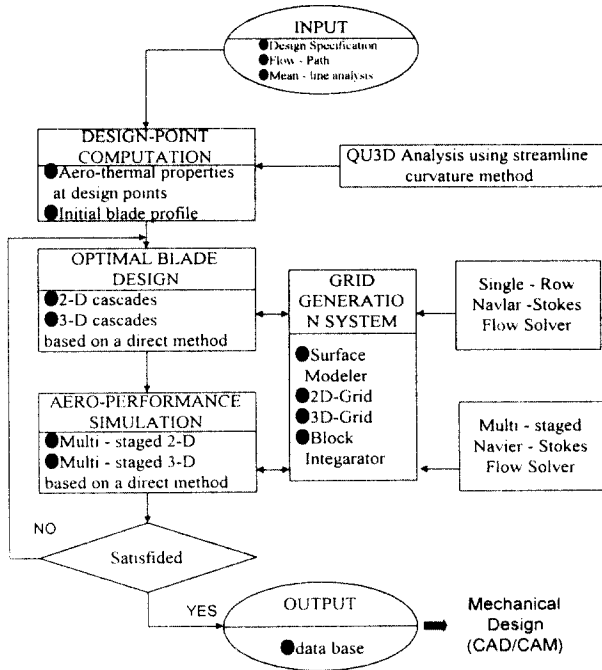 INPUT
●Design Specification
●Flow - Path
●Mean - line analysis
DESIGN-POINT
COMPUTATION
●Aero-thermal properties
at design points
●Initial blade profile
QU3D Analysis using streamline
curvature method
OPTIMAL BLADE
DESIGN
●2-D cascades
●3-D cascades
based on a direct method
GRID
GENERATIO
N SYSTEM
●Surface
Modeler
●2D-Grid
●3D-Grid
●Block
Integarator
Single - Row
Navlar -Stokes
Flow Solver
AERO-PERFORMANCE
SIMULATION
●Multi - staged 2-D
●Multi - staged 3-D
based on a direct method
Multi - staged
Navier - Stokes
Flow Solver
NO
Satisfided
YES
OUTPUT
●data base
Mechanical
Design
(CAD/CAM)